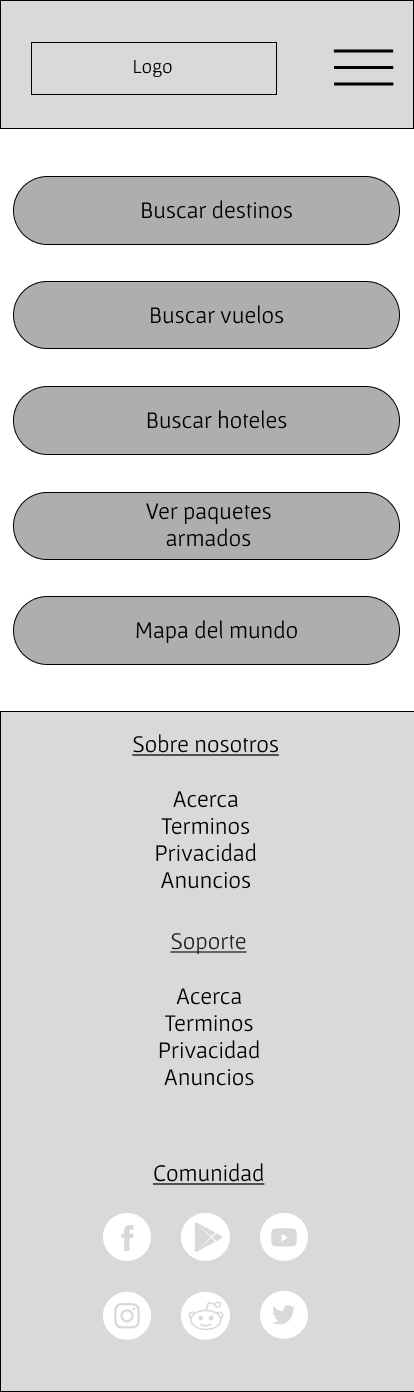 Logo
Buscar destinos
Buscar vuelos
Buscar hoteles
Ver paquetes
armados
Mapa del mundo
Sobre nosotros
Acerca
Terminos
Privacidad
Anuncios
Soporte
Acerca
Terminos
Privacidad
Anuncios
Comunidad